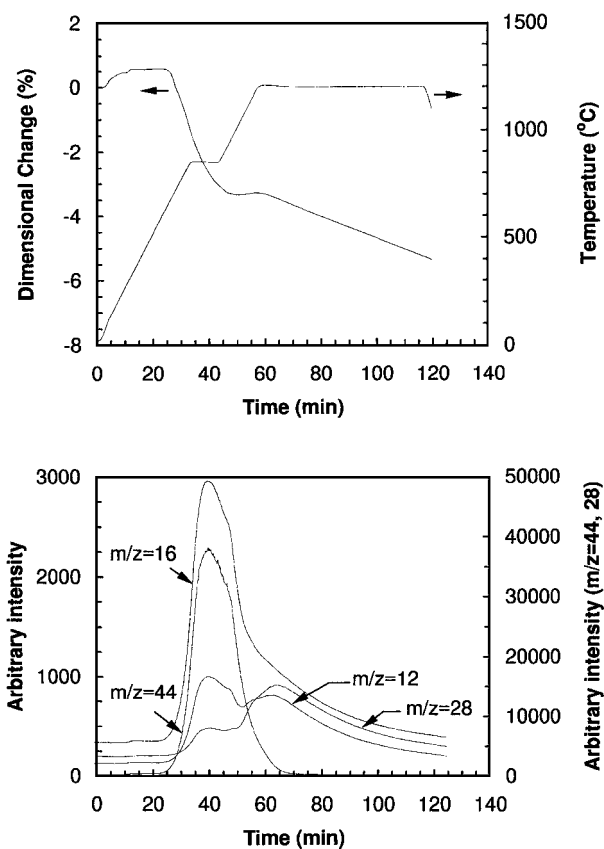 2
0
-2
-4
-6
-8
Dimensional Change (%)
1500
1000
500
0
Temperature (°C)
0 20 40 60 80 100 120 140
Time (min)
3000
2000
1000
0
Arbitrary intensity
m/z=16
m/z=44
m/z=12
m/z=28
50000
40000
30000
20000
10000
0
Arbitrary intensity (m/z=44, 28)
0 20 40 60 80 100 120 140
Time (min)